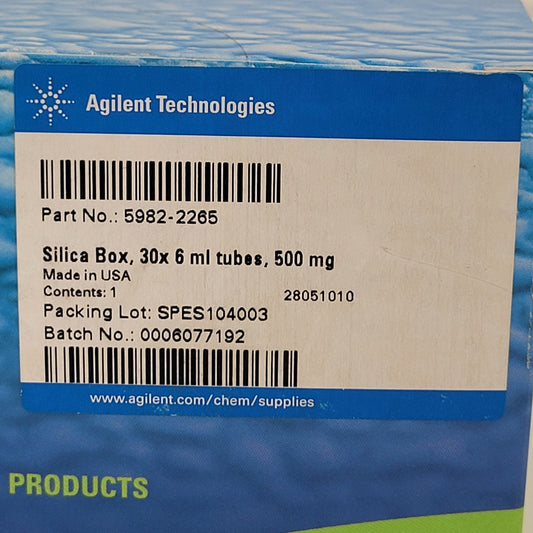 Agilent Technologies
Part No.: 5982-2265
Silica Box, 30x 6 ml tubes, 500 mg
Made in USA
Contents: 1 28051010
Packing Lot: SPES104003
Batch No.: 0006077192
www.agilent.com/chem/supplies
PRODUCTS